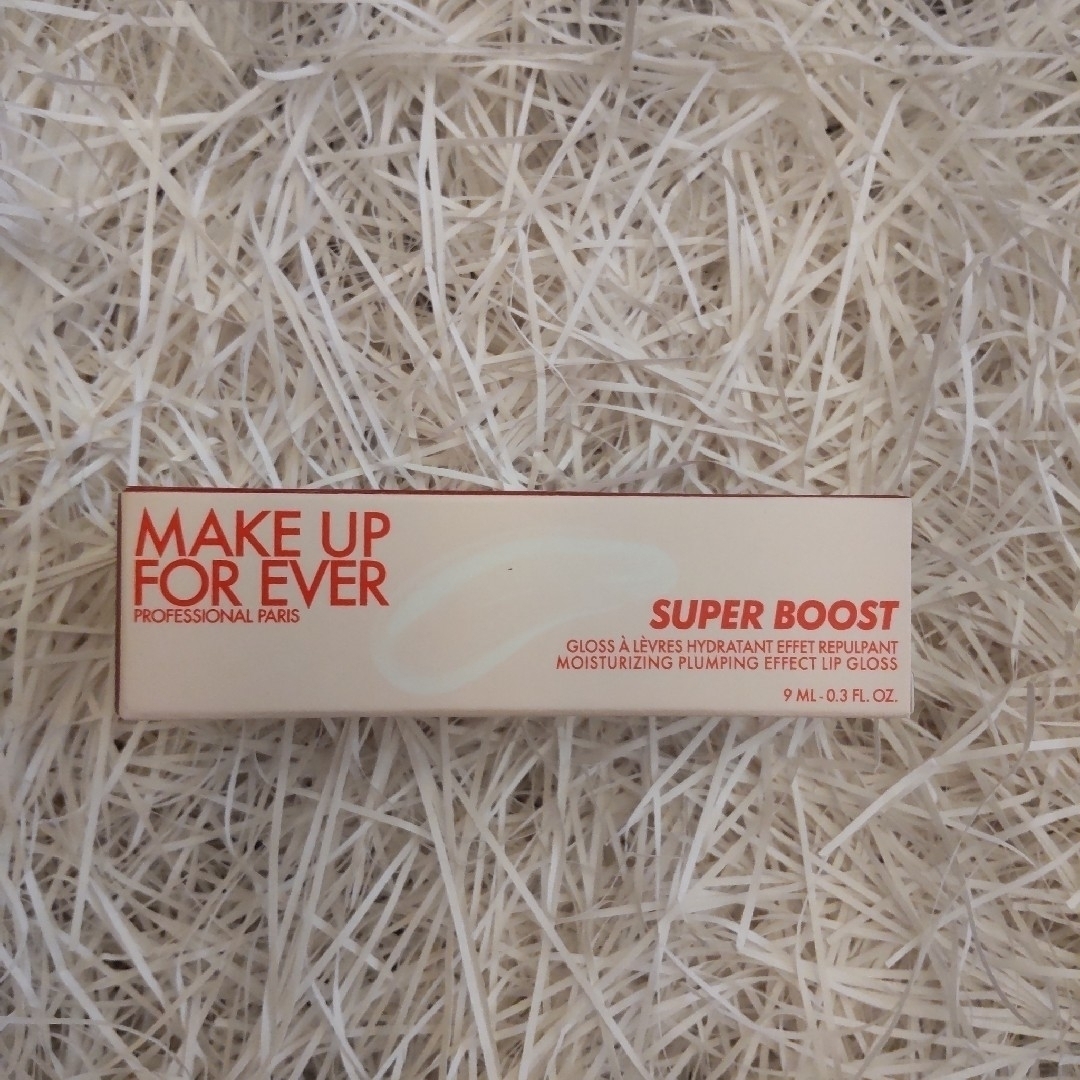 MAKE UP
FOR EVER
PROFESSIONAL PARIS
SUPER BOOST
GLOSS À LÈVRES HYDRATANT EFFET REPULPANT
MOISTURIZING PLUMPING EFFECT LIP GLOSS
9 ML - 0.3 FL. OZ.